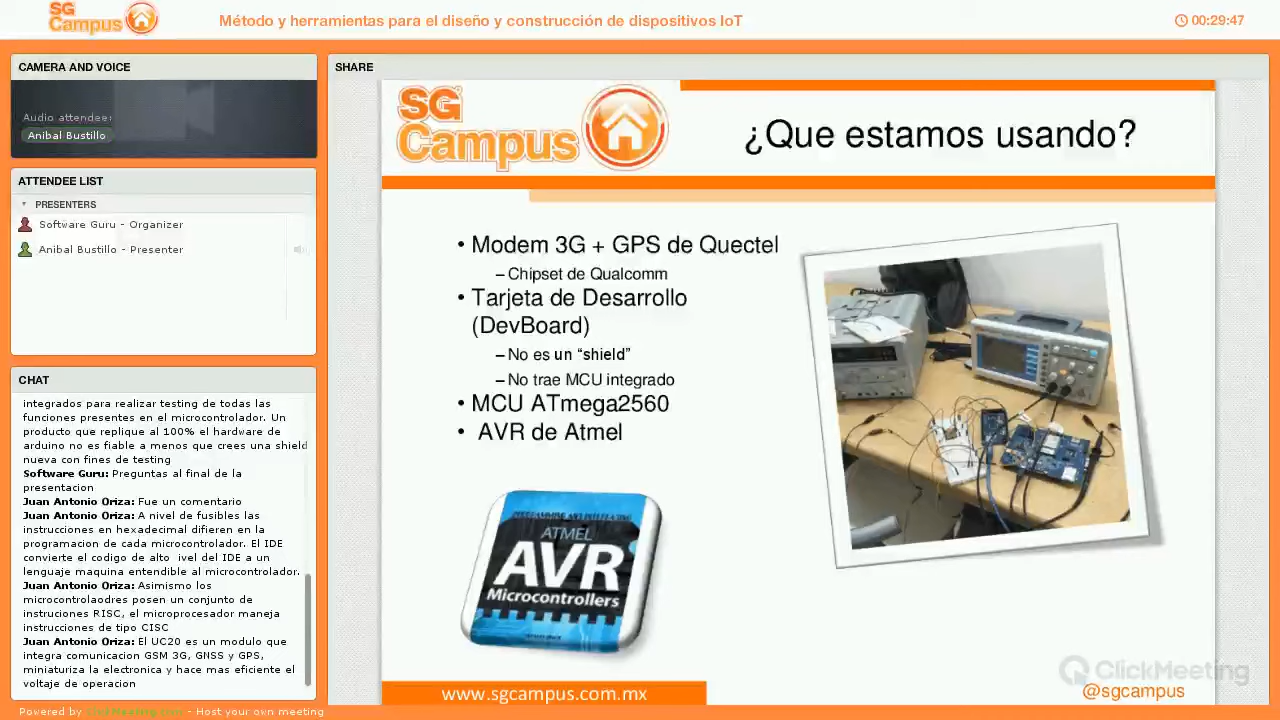 SG
Campus
Método y herramientas para el diseño y construcción de dispositivos IoT
00:29:47
CAMERA AND VOICE
Audio attendees
Anibal Bustillo
ATTENDEE LIST
PRESENTERS
Software Guru - Organizer
Anibal Bustillo - Presenter
CHAT
integrados para realizar testing de todas las
funciones presentes en el microcontrolador. Un
producto que replique al 100% el hardware de
arduino no es fiable a menos que crees una shield
nueva con fines de testing
Software Guru: Preguntas al final de la
presentacion
Juan Antonio Oriza: Fue un comentario
Juan Antonio Oriza: A nivel de fusibles las
instrucciones en hexadecimal difieren en la
programacion de cada microcontrolador. El IDE
convierte el codigo de alto ivel del IDE a un
lenguaje maquina entendible al microcontrolador.
Juan Antonio Oriza: Asimismo los
microcontrolaodres posen un conjunto de
instruciones RISC, el microprocesador maneja
instrucciones de tipo CISC
Juan Antonio Oriza: El UC20 es un modulo que
integra comunicacion GSM 3G, GNSS y GPS,
miniaturiza la electronica y hace mas eficiente el
voltaje de operacion
Powered by ClickMeeting.com - Host your own meeting
SHARE
SG
Campus
¿Que estamos usando?
• Modem 3G + GPS de Quectel
– Chipset de Qualcomm
• Tarjeta de Desarrollo
(DevBoard)
– No es un “shield”
– No trae MCU integrado
• MCU ATmega2560
• AVR de Atmel
ATMEL
AVR
Microcontrollers
www.sgcampus.com.mx
ClickMeeting
@sgcampus